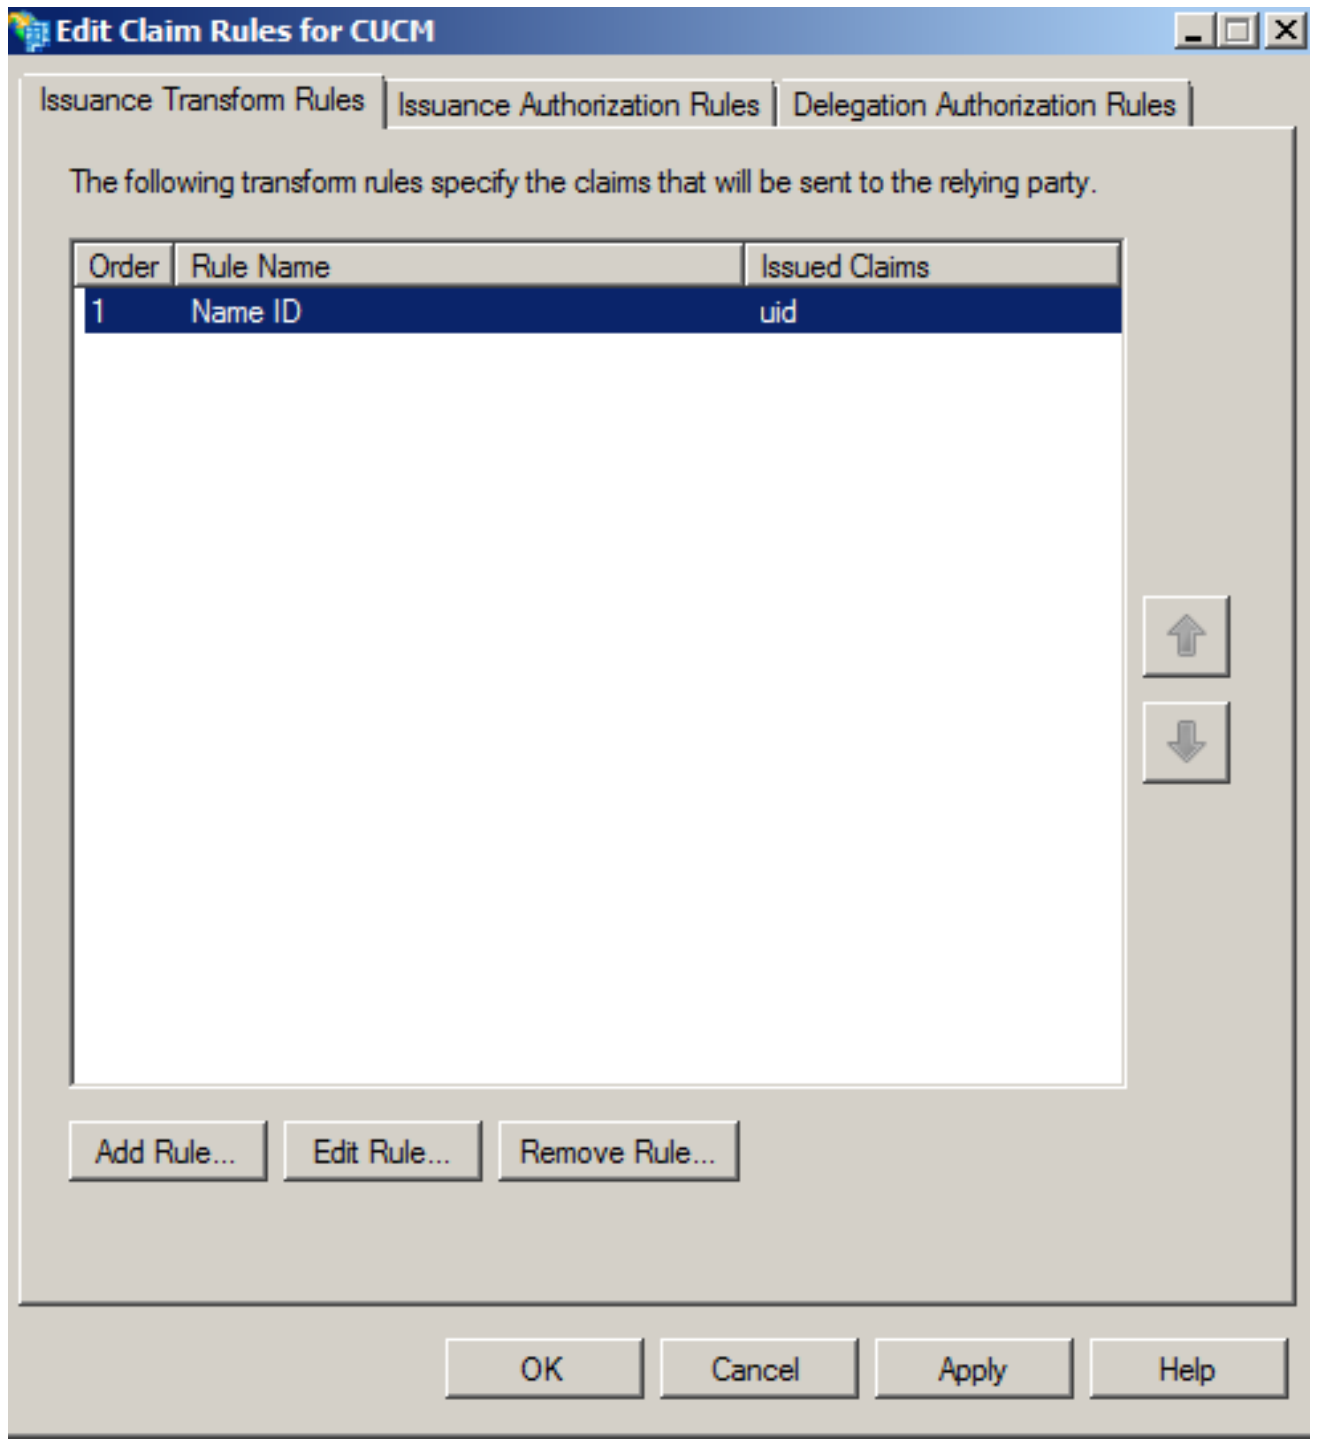 Edit Claim Rules for CUCM
Issuance Transform Rules Issuance Authorization Rules Delegation Authorization Rules
The following transform rules specify the claims that will be sent to the relying party.
Order Rule Name Issued Claims
1 Name ID uid
Add Rule... Edit Rule... Remove Rule...
OK Cancel Apply Help